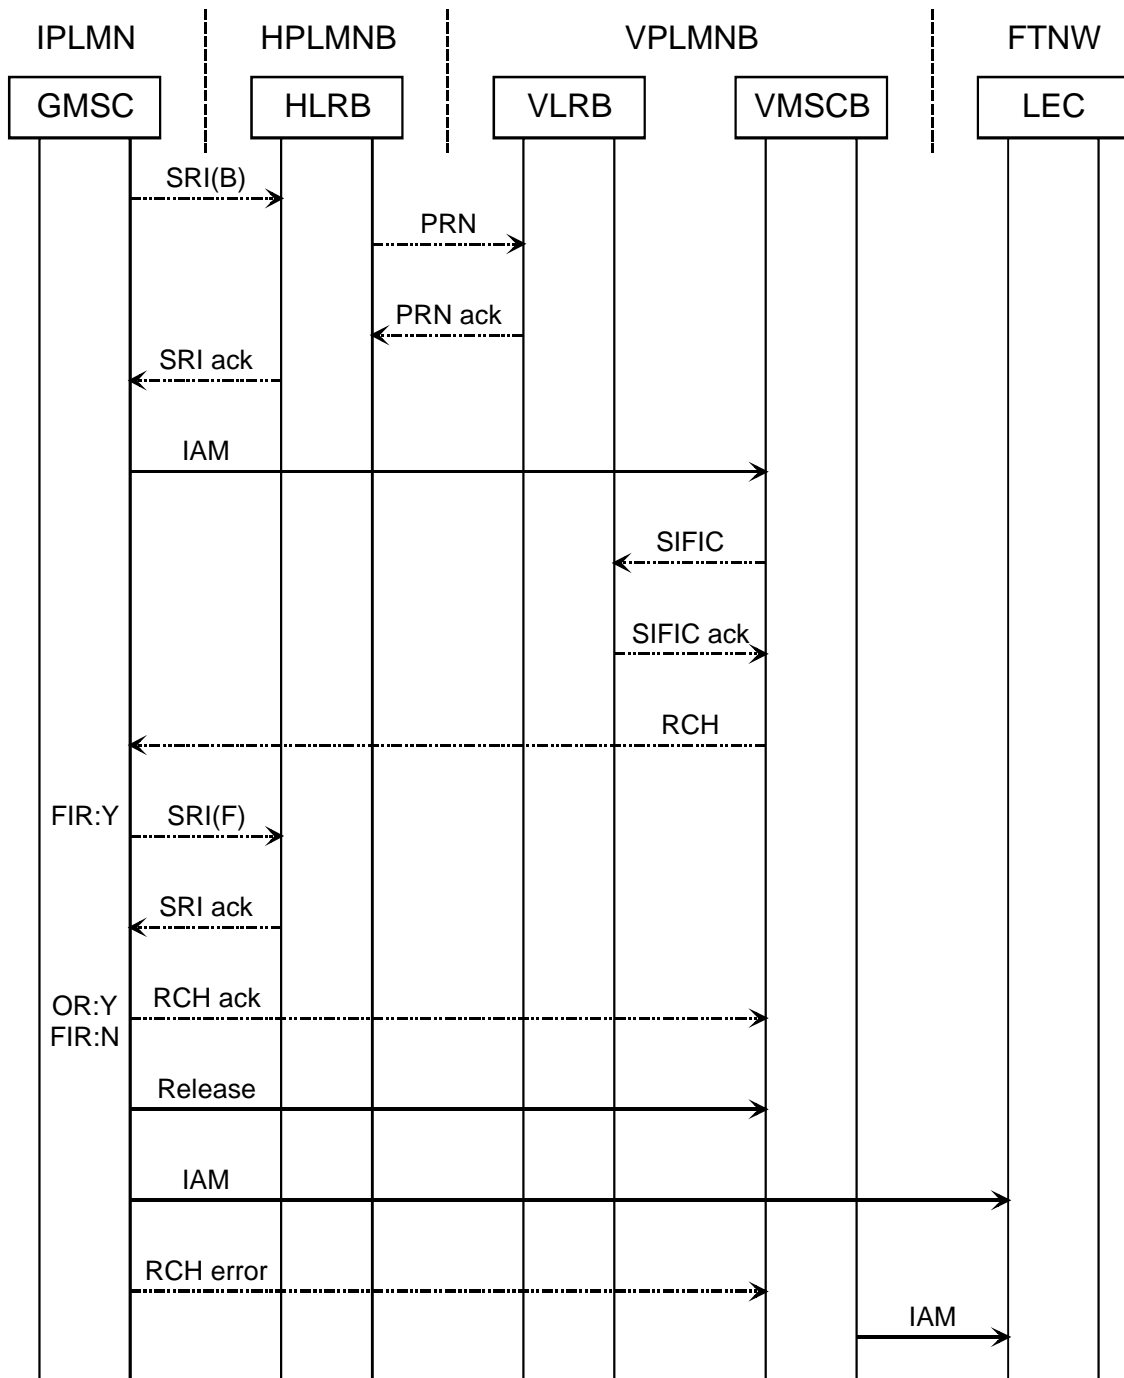 IPLMN
HPLMNB
VPLMNB
FTNW
GMSC
HLRB
VLRB
VMSCB
LEC
SRI(B)
PRN
PRN ack
SRI ack
IAM
SIFIC
SIFIC ack
RCH
FIR:Y
SRI(F)
SRI ack
OR:Y
FIR:N
RCH ack
Release
IAM
RCH error
IAM